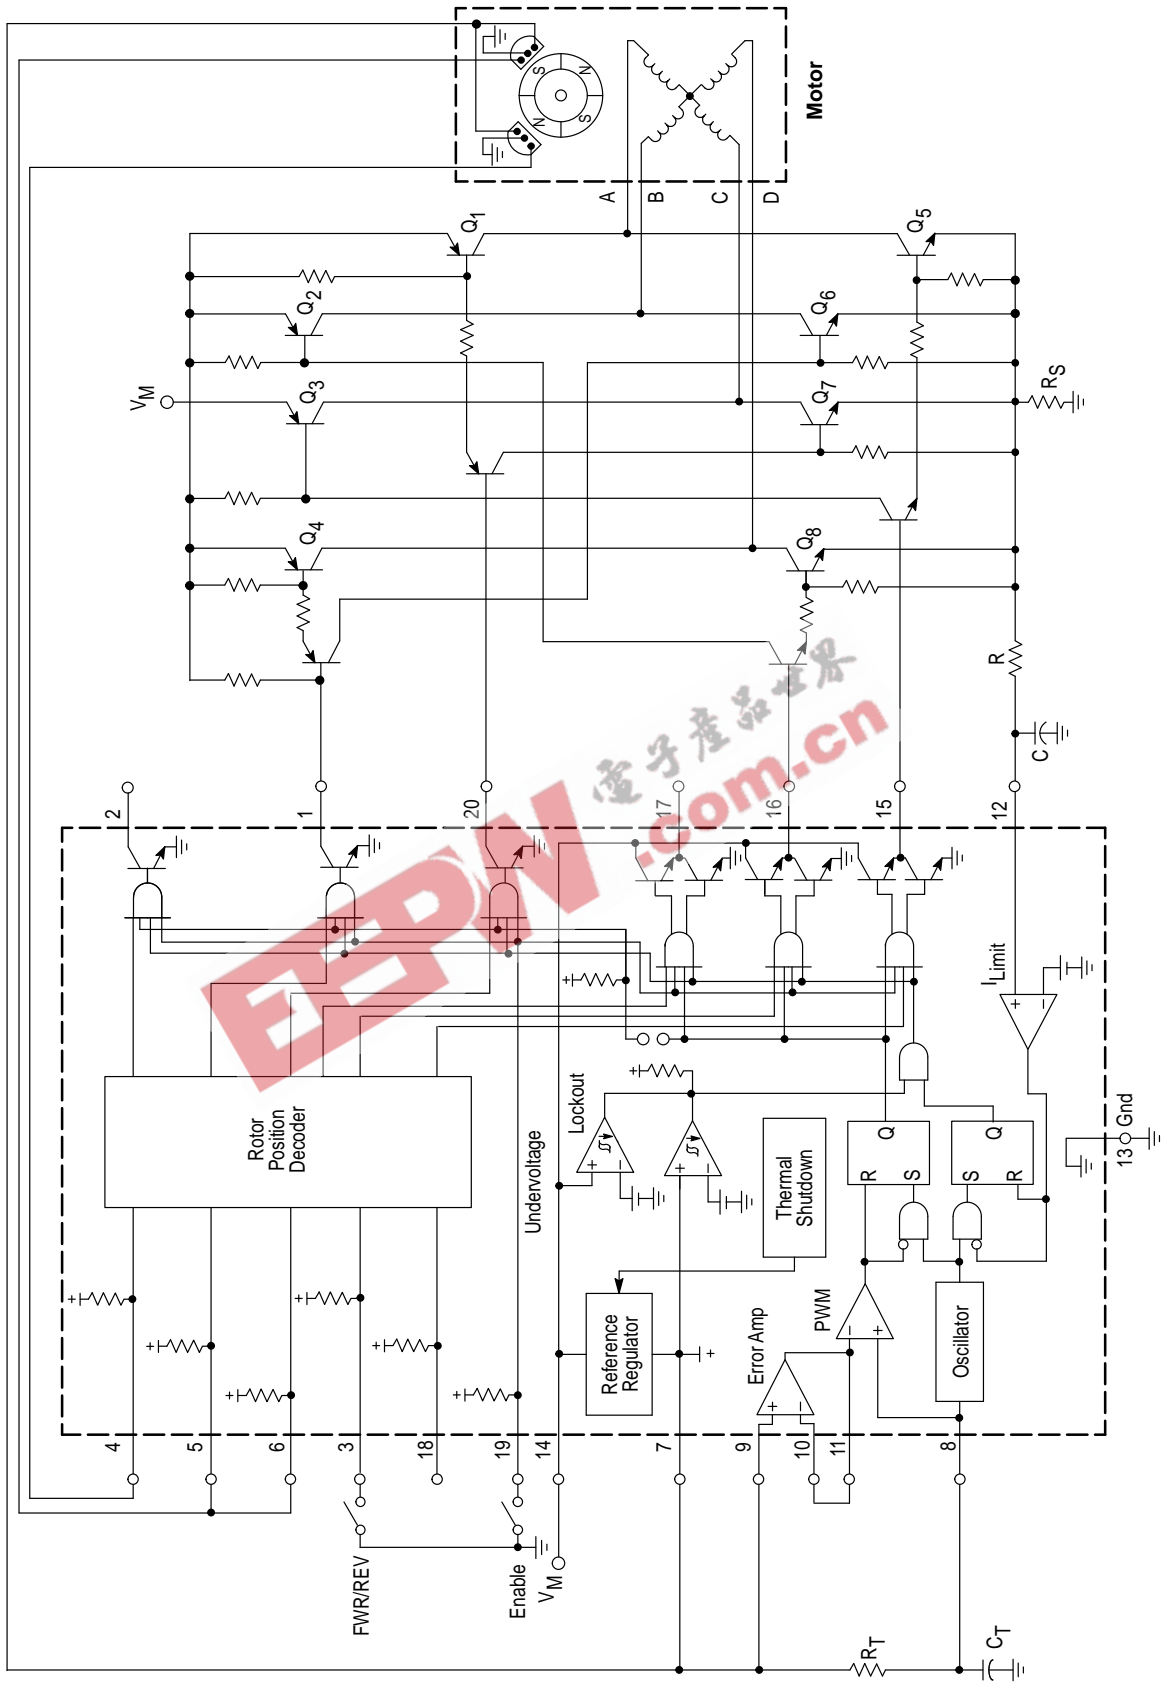 Motor
N
S
N
S
A
B
C
D
VM
Q1
Q2
Q3
Q4
Q5
Q6
Q7
Q8
RS
R
C
2
1
20
17
16
15
12
電子產品世界
EEPW
.com.cn
Rotor
Position
Decoder
Undervoltage
Lockout
Reference
Regulator
Thermal
Shutdown
Error Amp
PWM
Oscillator
R
S
Q
S
R
Q
ILimit
13 Gnd
4
5
6
3
18
19
14
7
9
10
11
8
FWR/REV
Enable
VM
RT
CT